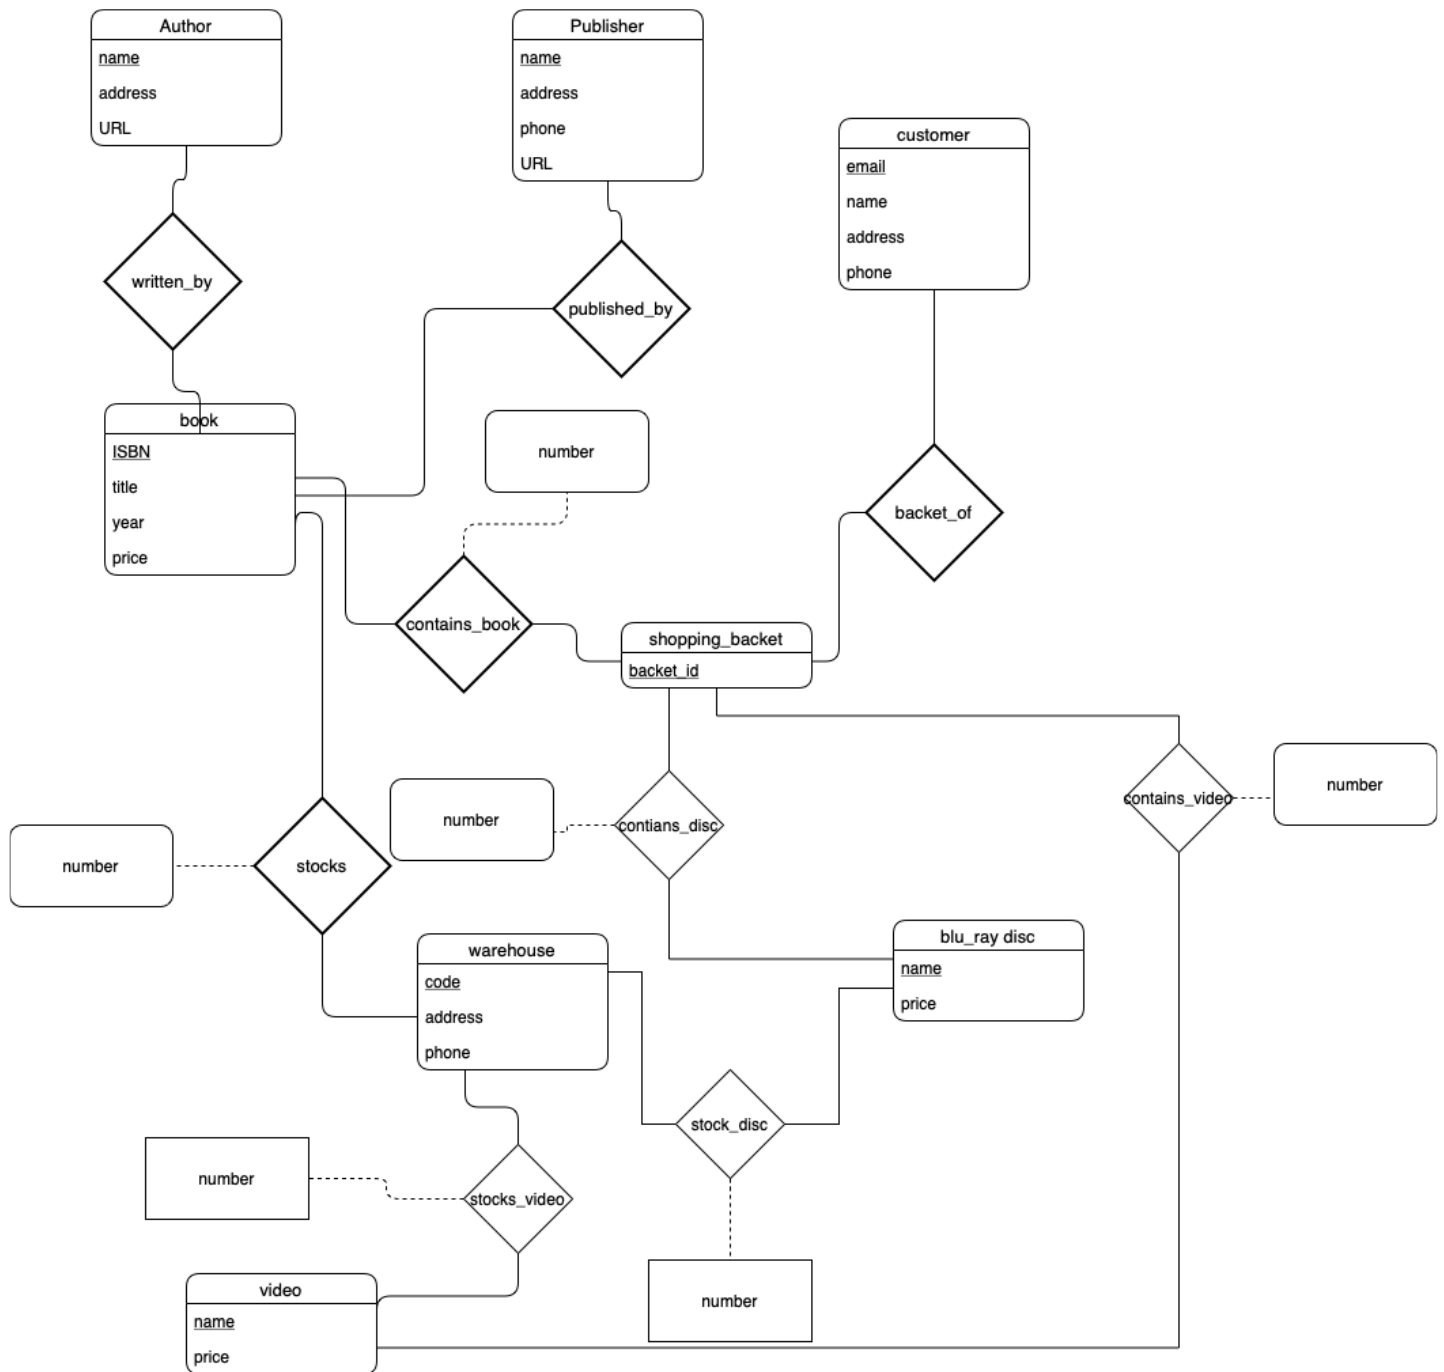 Author
name
address
URL
Publisher
name
address
phone
URL
customer
email
name
address
phone
written_by
published_by
book
ISBN
title
year
price
number
backet_of
contains_book
shopping_backet
backet_id
number
contians_disc
contains_video
number
number
stocks
warehouse
code
address
phone
blu_ray disc
name
price
stock_disc
number
stocks_video
number
video
name
price